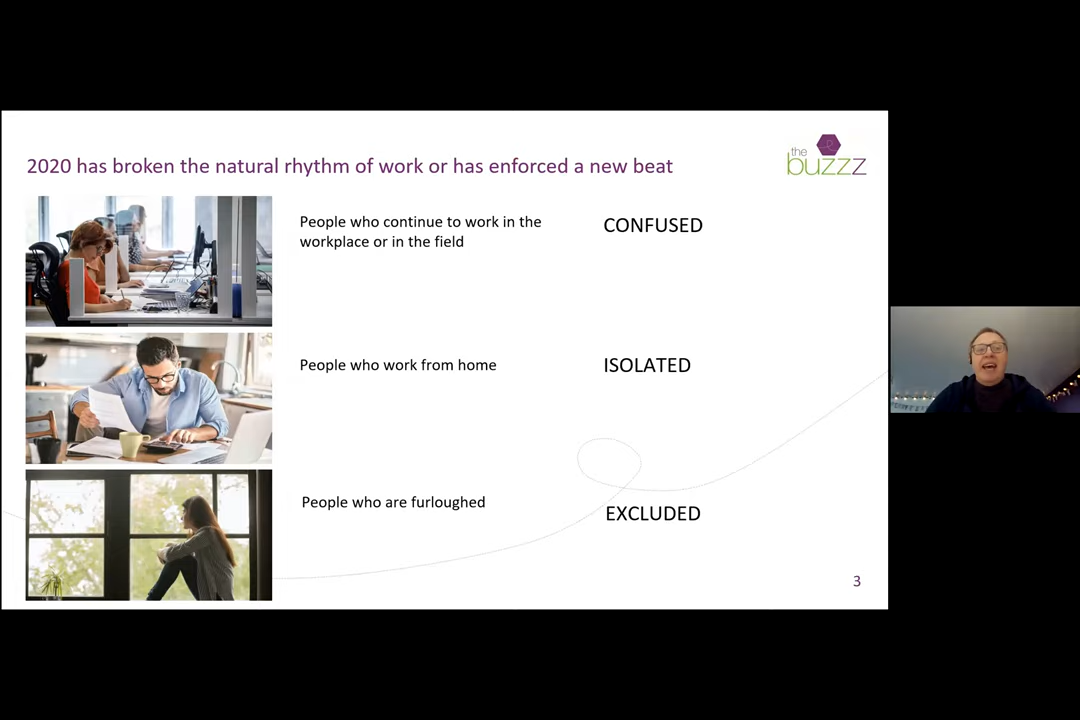 2020 has broken the natural rhythm of work or has enforced a new beat
the
buzzz
People who continue to work in the
workplace or in the field
CONFUSED
People who work from home
ISOLATED
People who are furloughed
EXCLUDED
3